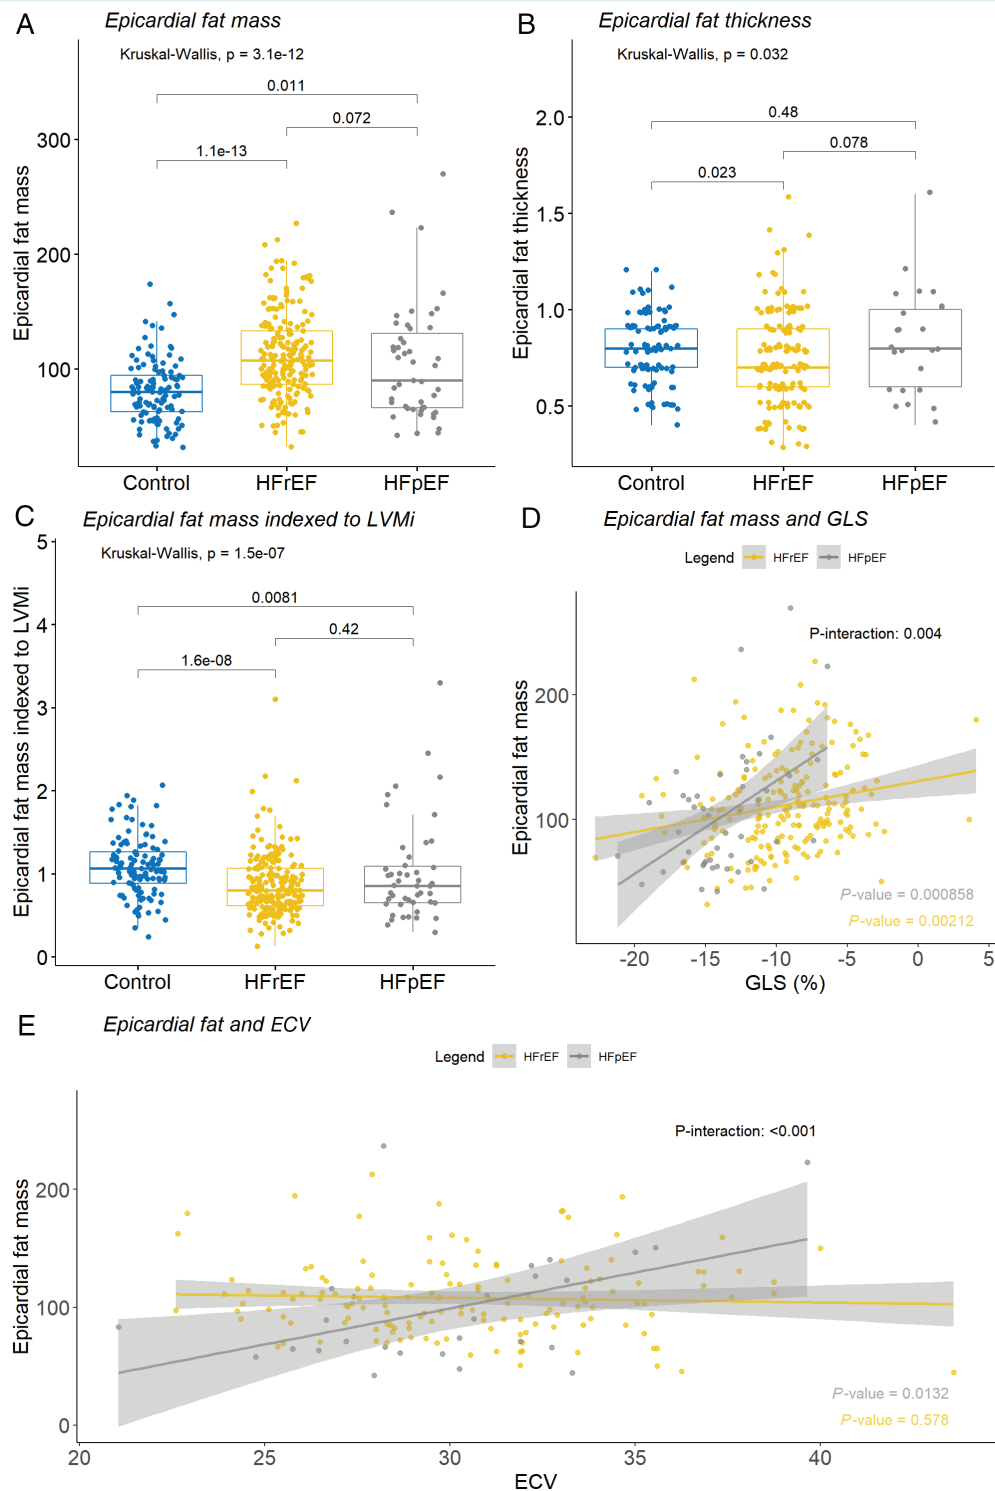 A
Epicardial fat mass
Kruskal-Wallis, p = 3.1e-12
0.011
0.072
1.1e-13
Epicardial fat mass
300
200
100
Control
HFrEF
HFpEF
B
Epicardial fat thickness
Kruskal-Wallis, p = 0.032
0.48
0.078
0.023
Epicardial fat thickness
2.0
1.5
1.0
0.5
Control
HFrEF
HFpEF
C
Epicardial fat mass indexed to LVMi
Kruskal-Wallis, p = 1.5e-07
0.0081
0.42
1.6e-08
Epicardial fat mass indexed to LVMi
5
4
3
2
1
0
Control
HFrEF
HFpEF
D
Epicardial fat mass and GLS
Legend HFrEF HFpEF
P-interaction: 0.004
Epicardial fat mass
200
100
P-value = 0.000858
P-value = 0.00212
-20 -15 -10 -5 0 5
GLS (%)
E
Epicardial fat and ECV
Legend HFrEF HFpEF
P-interaction: <0.001
Epicardial fat mass
200
100
0
P-value = 0.0132
P-value = 0.578
20 25 30 35 40
ECV